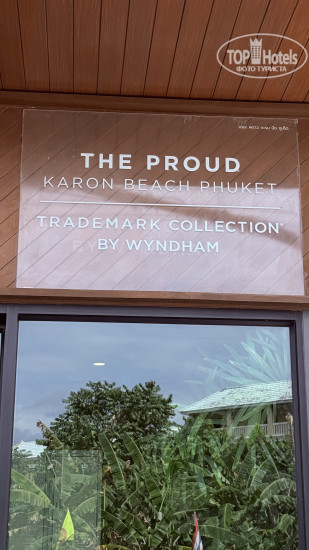 TOP Hotels
ФОТО ТУРИСТА
THE PROUD
KARON BEACH PHUKET
TRADEMARK COLLECTION®
BY WYNDHAM